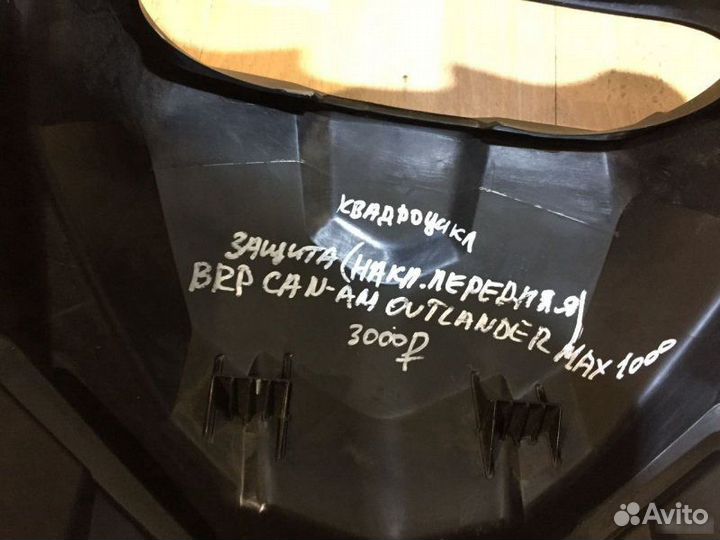 КВАДРОЦИКЛ
ЗАЩИТА (НАКЛ. ПЕРЕДНЯЯ)
BRP CAN-AM OUTLANDER MAX 1000
3000₽
Avito